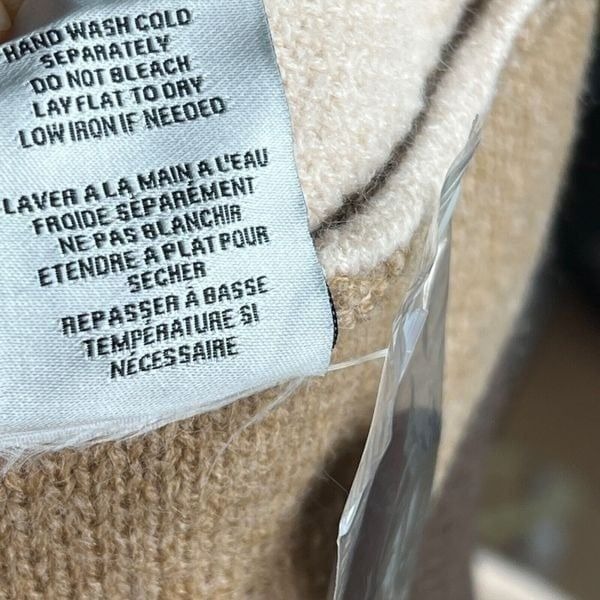 HAND WASH COLD
SEPARATELY
DO NOT BLEACH
LAY FLAT TO DRY
LOW IRON IF NEEDED
LAVER A LA MAIN A L'EAU
FROIDE SÉPARÉMENT
NE PAS BLANCHIR
ETENDRE A PLAT POUR
SECHER
REPASSER À BASSE
TEMPÉRATURE SI
NÉCESSAIRE